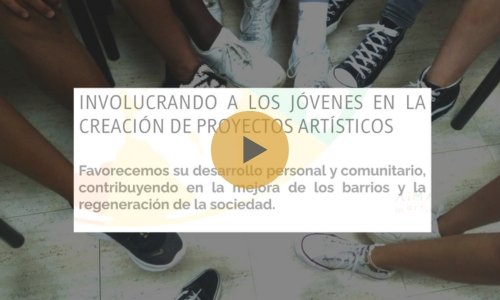 INVOLUCRANDO A LOS JÓVENES EN LA
CREACIÓN DE PROYECTOS ARTÍSTICOS
Favorecemos su desarrollo personal y comunitario,
contribuyendo en la mejora de los barrios y la
regeneración de la sociedad.